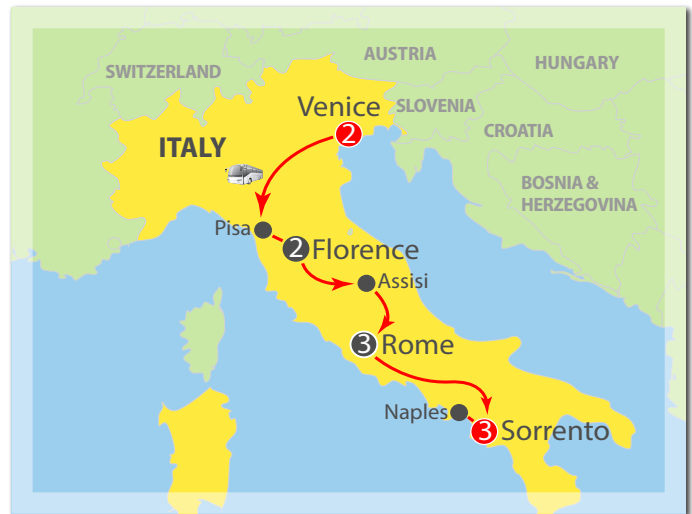 AUSTRIA
HUNGARY
SWITZERLAND
Venice
SLOVENIA
2
CROATIA
ITALY
BOSNIA &
HERZEGOVINA
Pisa
2 Florence
Assisi
3 Rome
Naples
3 Sorrento